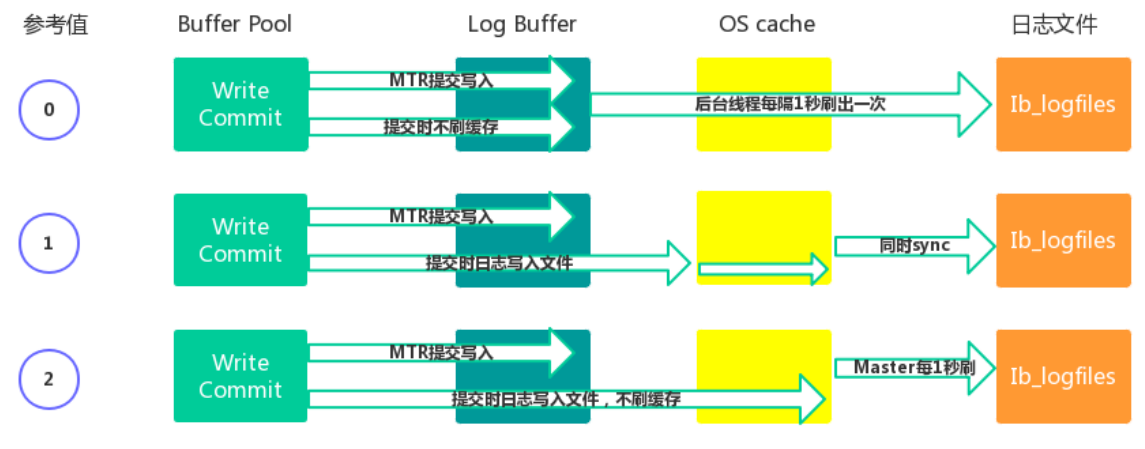 参考值 Buffer Pool Log Buffer OS cache 日志文件
0
Write
Commit
MTR提交写入
提交时不刷缓存
后台线程每隔1秒刷出一次
Ib_logfiles
1
Write
Commit
MTR提交写入
提交时日志写入文件
同时sync
Ib_logfiles
2
Write
Commit
MTR提交写入
提交时日志写入文件，不刷缓存
Master每1秒刷
Ib_logfiles